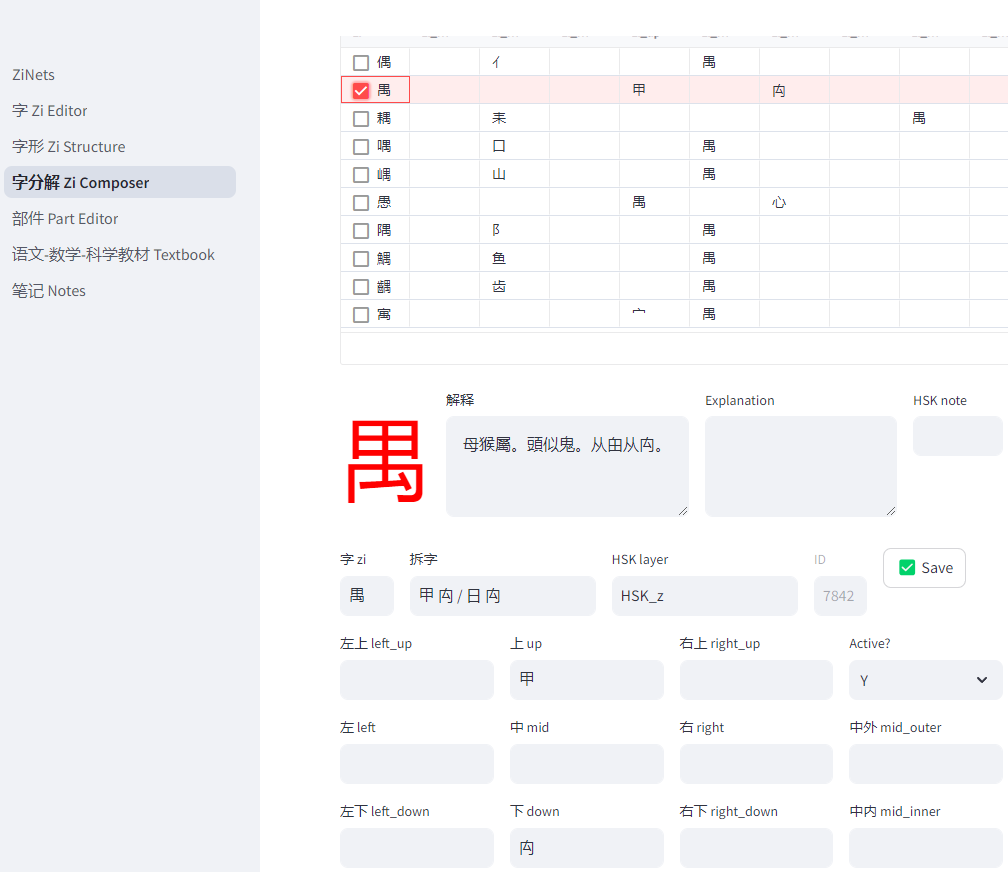 ZiNets
字 Zi Editor
字形 Zi Structure
字分解 Zi Composer
部件 Part Editor
语文-数学-科学教材 Textbook
笔记 Notes
偶 亻 禺
禺 甲 禸
耦 耒 禺
喁 口 禺
嵎 山 禺
愚 禺 心
隅 阝 禺
鰅 鱼 禺
齵 齿 禺
寓 宀 禺
禺
解释
母猴屬。頭似鬼。从甶从禸。
Explanation
HSK note
字 zi
禺
拆字
甲 禸 / 日 禸
HSK layer
HSK_z
ID
7842
Save
左上 left_up
上 up
甲
右上 right_up
Active?
Y
左 left
中 mid
右 right
中外 mid_outer
左下 left_down
下 down
禸
右下 right_down
中内 mid_inner